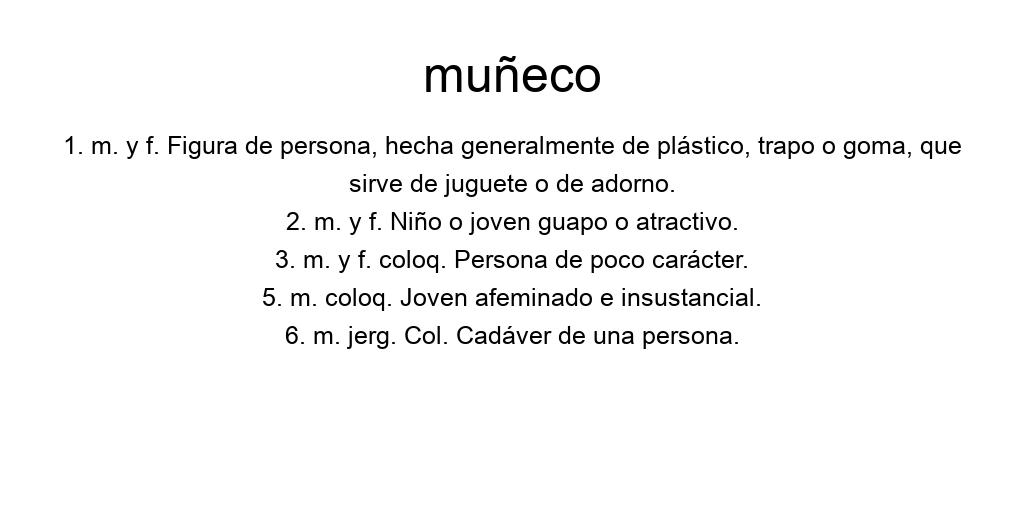 muñeco
1. m. y f. Figura de persona, hecha generalmente de plástico, trapo o goma, que
sirve de juguete o de adorno.
2. m. y f. Niño o joven guapo o atractivo.
3. m. y f. coloq. Persona de poco carácter.
5. m. coloq. Joven afeminado e insustancial.
6. m. jerg. Col. Cadáver de una persona.